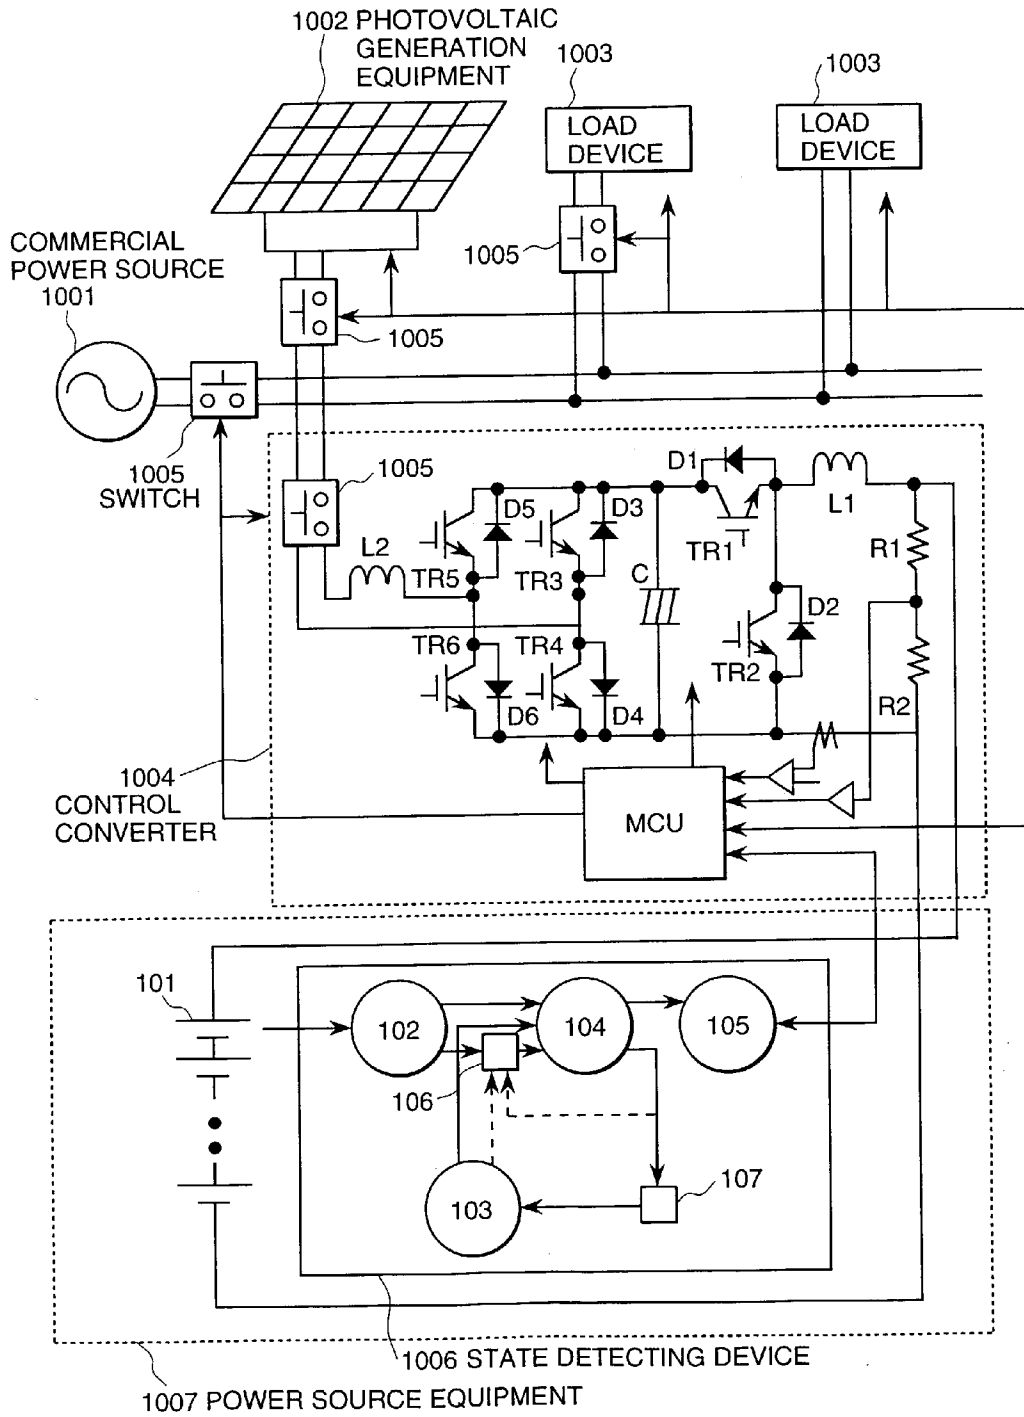 1002 PHOTOVOLTAIC
GENERATION
EQUIPMENT
1003
1003
LOAD
DEVICE
LOAD
DEVICE
COMMERCIAL
POWER SOURCE
1001
1005
1005
1005
SWITCH
1005
D1
L1
D5
D3
TR1
R1
L2
TR5
TR3
C
D2
TR6
TR4
TR2
D6
D4
R2
1004
CONTROL
CONVERTER
MCU
101
102
104
105
106
103
107
1006 STATE DETECTING DEVICE
1007 POWER SOURCE EQUIPMENT